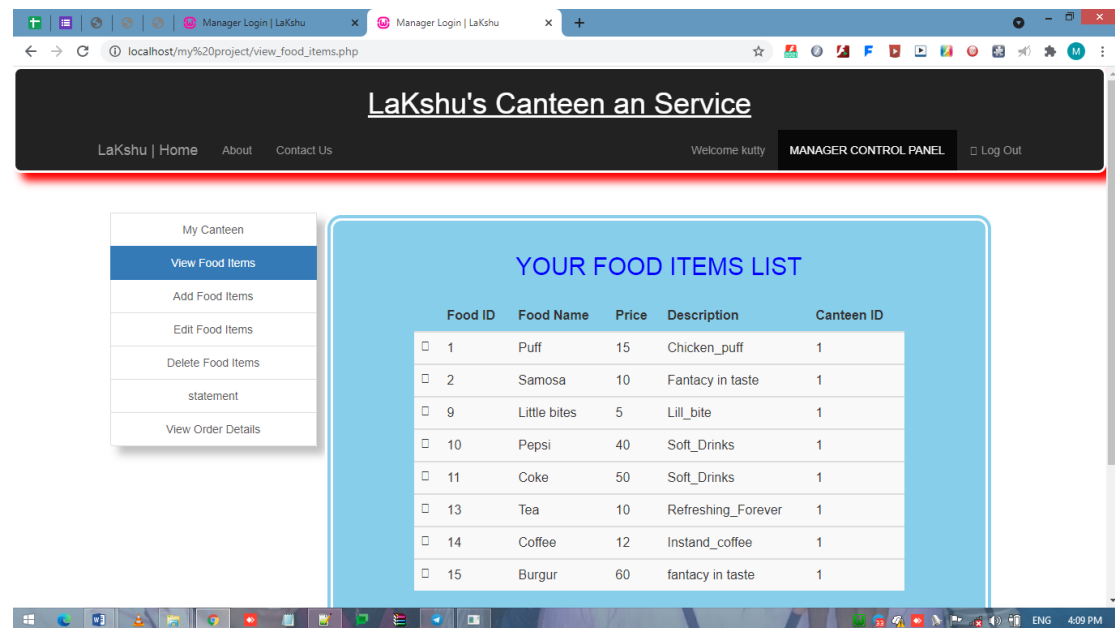 Manager Login | LaKshu
Manager Login | LaKshu
localhost/my%20project/view_food_items.php
M
LaKshu's Canteen an Service
LaKshu | Home About Contact Us Welcome kutty MANAGER CONTROL PANEL Log Out
My Canteen
View Food Items
Add Food Items
Edit Food Items
Delete Food Items
statement
View Order Details
YOUR FOOD ITEMS LIST
Food ID Food Name Price Description Canteen ID
1 Puff 15 Chicken_puff 1
2 Samosa 10 Fantacy in taste 1
9 Little bites 5 Lill_bite 1
10 Pepsi 40 Soft_Drinks 1
11 Coke 50 Soft_Drinks 1
13 Tea 10 Refreshing_Forever 1
14 Coffee 12 Instand_coffee 1
15 Burgur 60 fantacy in taste 1
ENG 4:09 PM